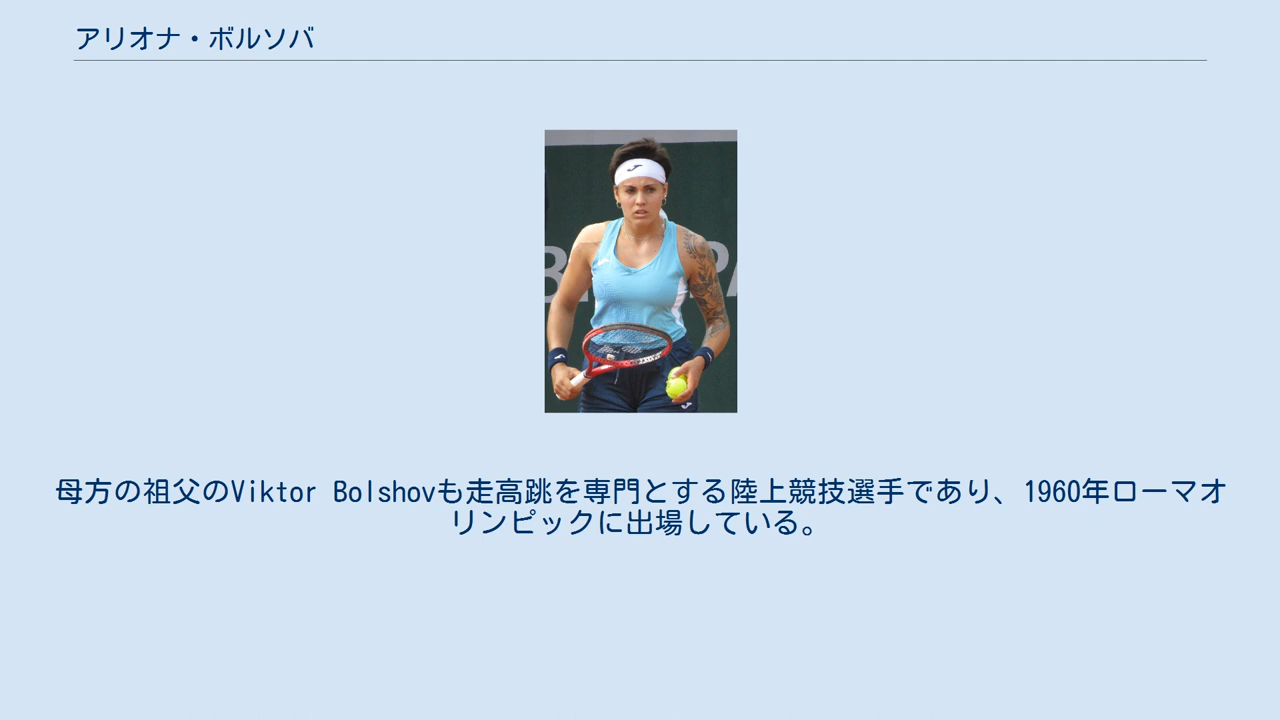 アリオナ・ボルソバ
母方の祖父のViktor Bolshovも走高跳を専門とする陸上競技選手であり、1960年ローマオ
リンピックに出場している。